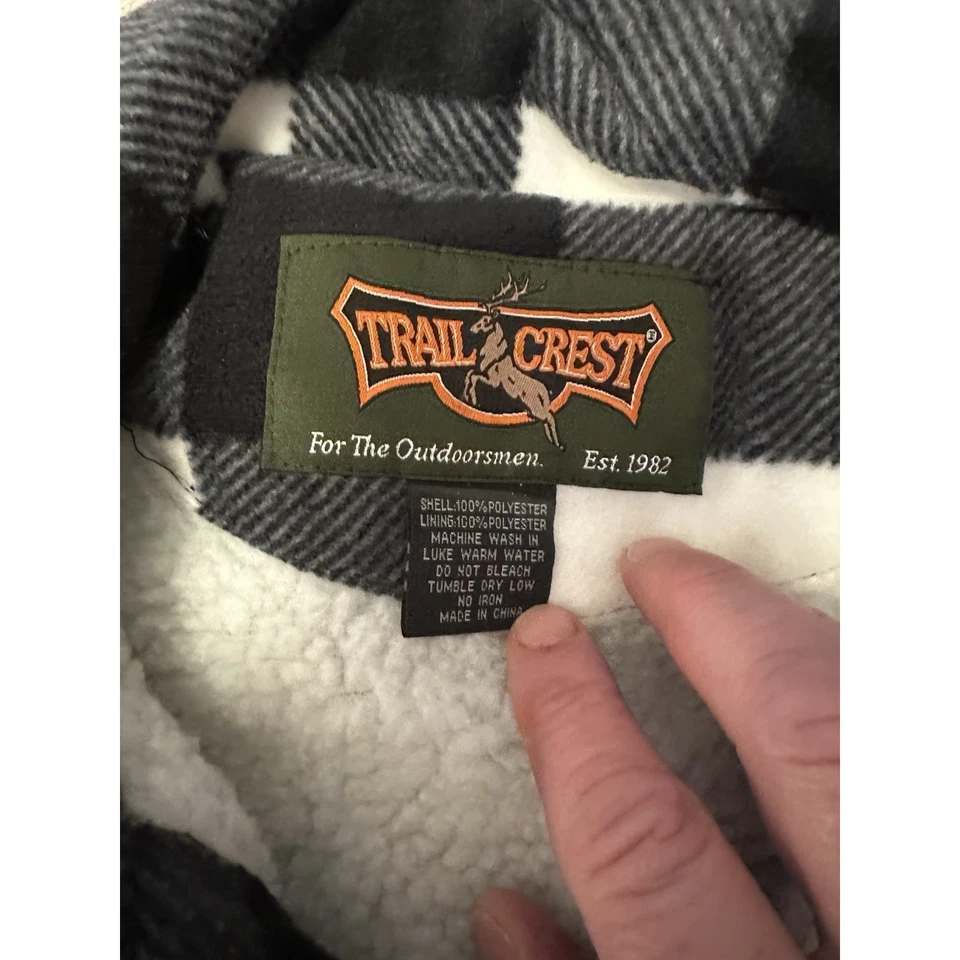 TRAIL CREST®
For The Outdoorsmen. Est. 1982
SHELL:100%POLYESTER
LINING:100%POLYESTER
MACHINE WASH IN
LUKE WARM WATER
DO NOT BLEACH
TUMBLE DRY LOW
NO IRON
MADE IN CHINA